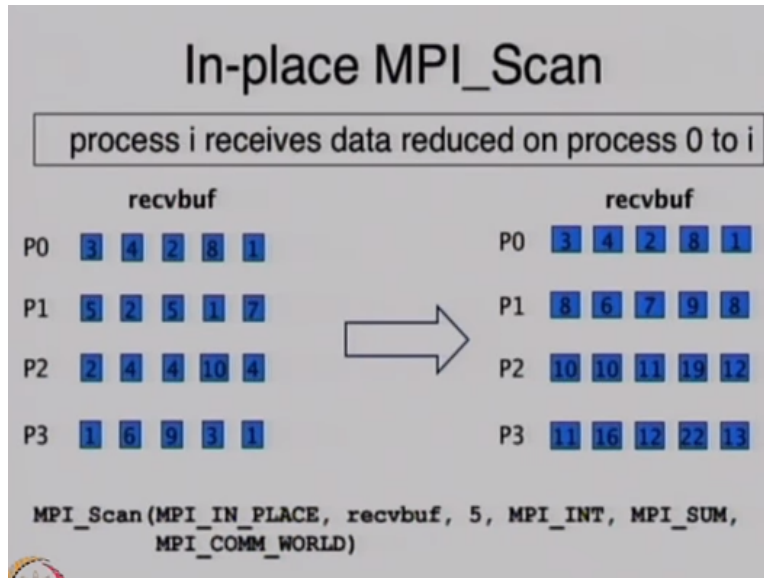 In-place MPI_Scan
process i receives data reduced on process 0 to i
recvbuf
recvbuf
P0 3 4 2 8 1
P0 3 4 2 8 1
P1 5 2 5 1 7
P1 8 6 7 9 8
P2 2 4 4 10 4
P2 10 10 11 19 12
P3 1 6 9 3 1
P3 11 16 12 22 13
MPI_Scan(MPI_IN_PLACE, recvbuf, 5, MPI_INT, MPI_SUM,
MPI_COMM_WORLD)